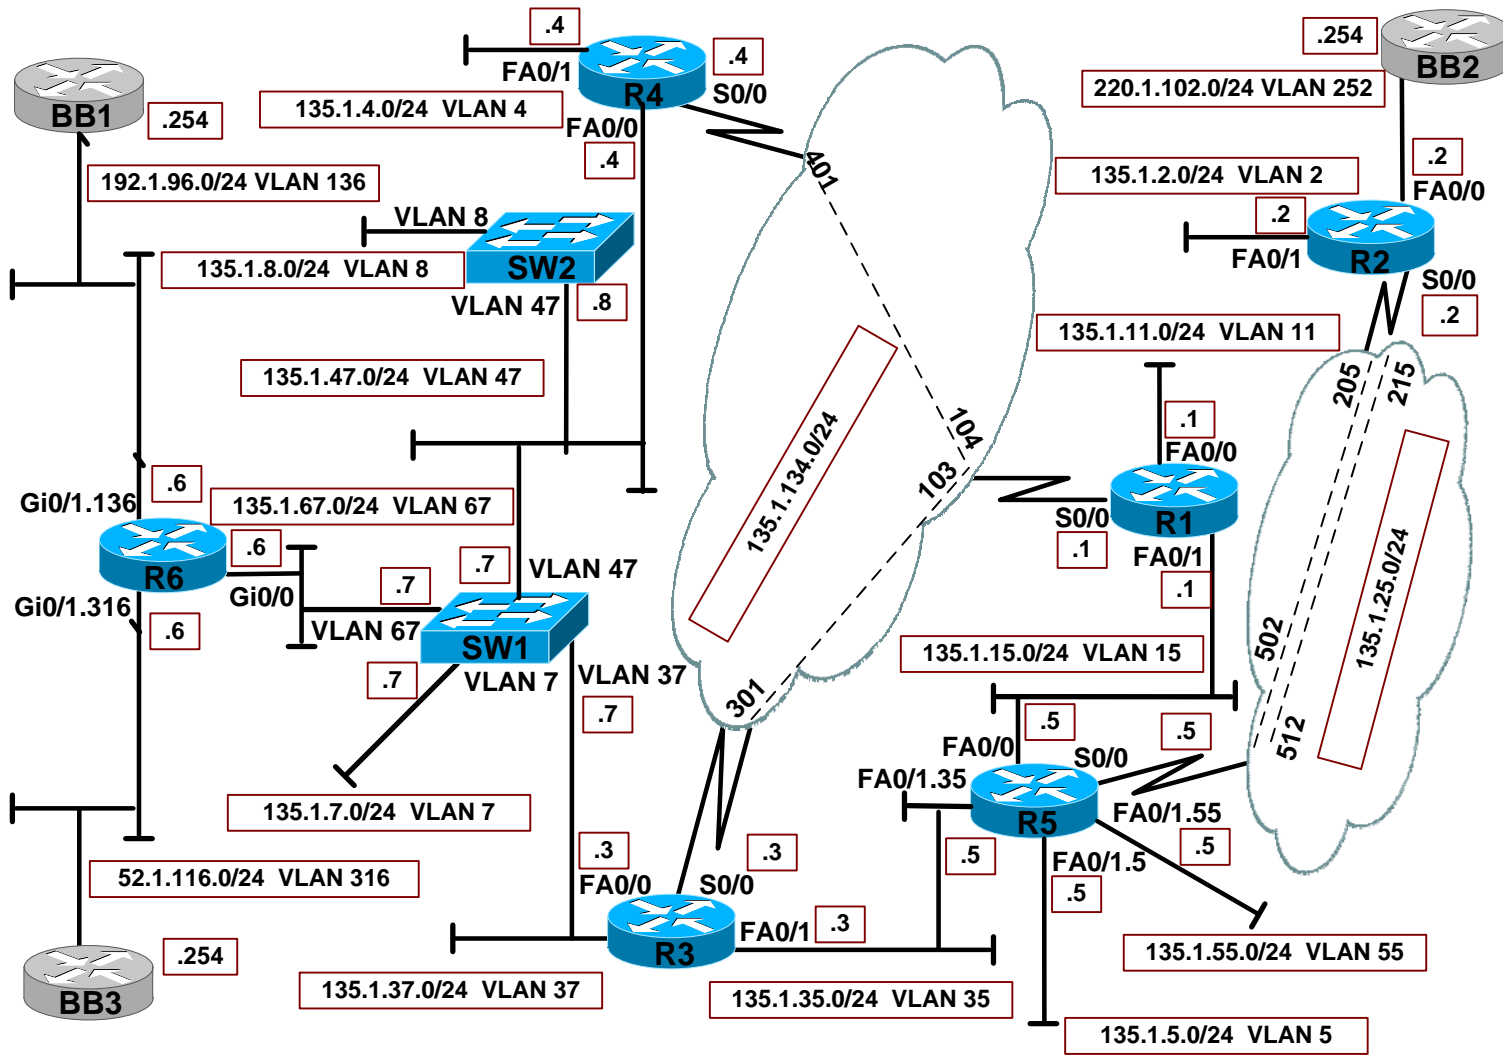 .4
.4
FA0/1
R4
S0/0
135.1.4.0/24 VLAN 4
FA0/0
.4
BB1
.254
192.1.96.0/24 VLAN 136
.254
BB2
220.1.102.0/24 VLAN 252
.2
FA0/0
135.1.2.0/24 VLAN 2
.2
FA0/1
R2
S0/0
.2
401
VLAN 8
135.1.8.0/24 VLAN 8
SW2
VLAN 47
.8
135.1.47.0/24 VLAN 47
135.1.11.0/24 VLAN 11
205
215
.1
FA0/0
104
103
135.1.134.0/24
S0/0
.1
R1
FA0/1
.1
135.1.25.0/24
Gi0/1.136
.6
135.1.67.0/24 VLAN 67
.6
R6
Gi0/0
Gi0/1.316
.6
.7
.7
VLAN 47
VLAN 67
SW1
.7
VLAN 7
VLAN 37
.7
301
135.1.15.0/24 VLAN 15
502
512
.5
FA0/0
.5
S0/0
FA0/1.35
R5
FA0/1.55
.5
.5
FA0/1.5
.5
135.1.7.0/24 VLAN 7
.3
FA0/0
.3
S0/0
R3
FA0/1
.3
52.1.116.0/24 VLAN 316
.254
BB3
135.1.37.0/24 VLAN 37
135.1.35.0/24 VLAN 35
135.1.55.0/24 VLAN 55
135.1.5.0/24 VLAN 5